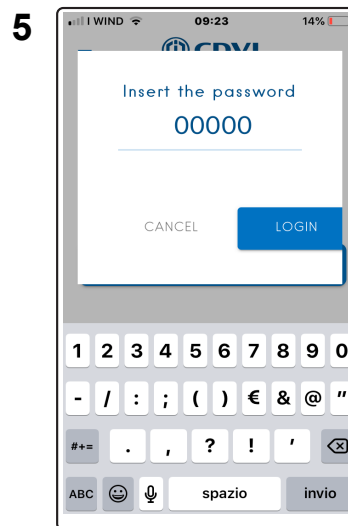 5
I WIND 09:23 14%
CDVI
Insert the password
00000
CANCEL LOGIN
1 2 3 4 5 6 7 8 9 0
- / : ; ( ) € & @ "
#+= . , ? ! '
ABC spazio invio